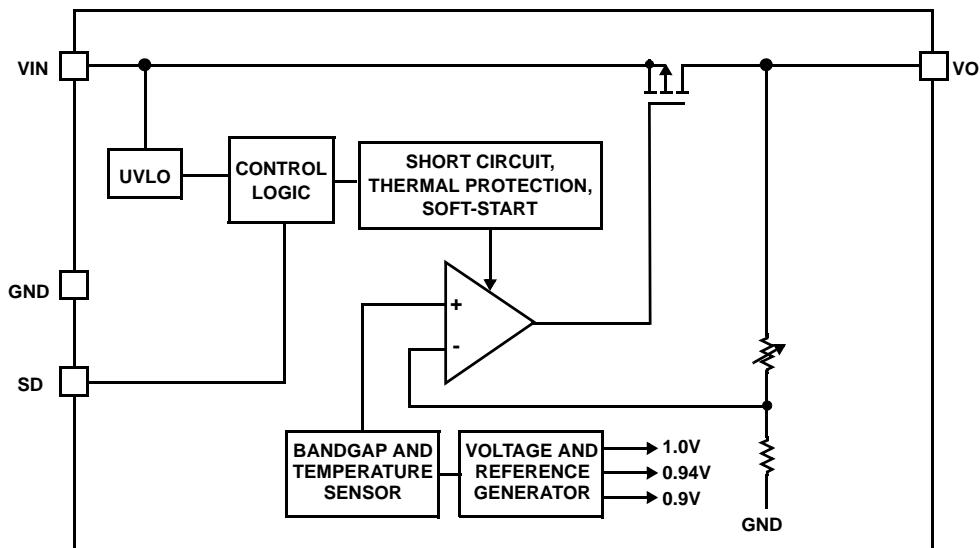 VIN
VO
UVLO
CONTROL
LOGIC
SHORT CIRCUIT,
THERMAL PROTECTION,
SOFT-START
GND
+
-
SD
BANDGAP AND
TEMPERATURE
SENSOR
VOLTAGE AND
REFERENCE
GENERATOR
1.0V
0.94V
0.9V
GND